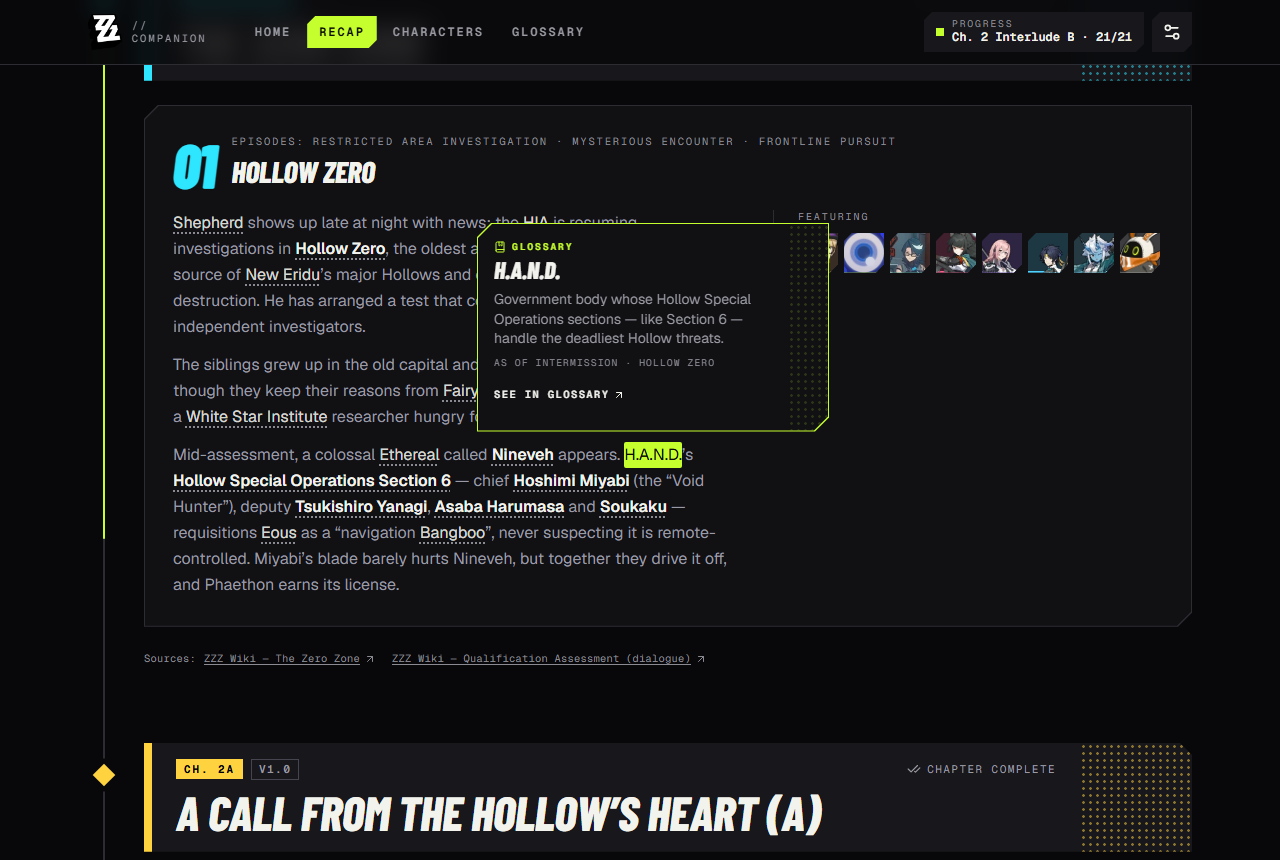 ZZ
//
COMPANION
HOME
RECAP
CHARACTERS
GLOSSARY
PROGRESS
Ch. 2 Interlude B · 21/21
01
EPISODES: RESTRICTED AREA INVESTIGATION · MYSTERIOUS ENCOUNTER · FRONTLINE PURSUIT
HOLLOW ZERO
Shepherd shows up late at night with news: the HIA is resuming
investigations in Hollow Zero, the oldest a
source of New Eridu's major Hollows and
destruction. He has arranged a test that c
independent investigators.
The siblings grew up in the old capital and
though they keep their reasons from Fairy
a White Star Institute researcher hungry f
Mid-assessment, a colossal Ethereal called Nineveh appears. H.A.N.D.'s
Hollow Special Operations Section 6 — chief Hoshimi Miyabi (the “Void
Hunter”), deputy Tsukishiro Yanagi, Asaba Harumasa and Soukaku —
requisitions Eous as a “navigation Bangboo”, never suspecting it is remote-
controlled. Miyabi’s blade barely hurts Nineveh, but together they drive it off,
and Phaethon earns its license.
FEATURING
GLOSSARY
H.A.N.D.
Government body whose Hollow Special
Operations sections — like Section 6 —
handle the deadliest Hollow threats.
AS OF INTERMISSION · HOLLOW ZERO
SEE IN GLOSSARY
Sources: ZZZ Wiki — The Zero Zone ZZZ Wiki — Qualification Assessment (dialogue)
CH. 2A
V1.0
CHAPTER COMPLETE
A CALL FROM THE HOLLOW’S HEART (A)